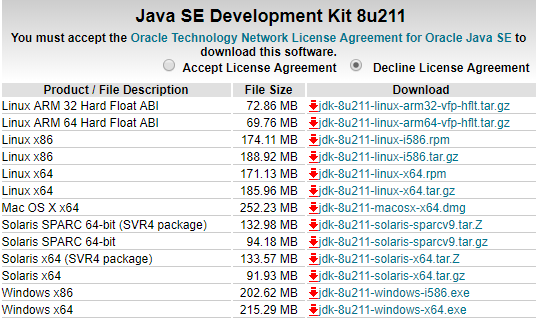 Java SE Development Kit 8u211
You must accept the Oracle Technology Network License Agreement for Oracle Java SE to
download this software.
Accept License Agreement Decline License Agreement
Product / File Description File Size Download
Linux ARM 32 Hard Float ABI 72.86 MB jdk-8u211-linux-arm32-vfp-hflt.tar.gz
Linux ARM 64 Hard Float ABI 69.76 MB jdk-8u211-linux-arm64-vfp-hflt.tar.gz
Linux x86 174.11 MB jdk-8u211-linux-i586.rpm
Linux x86 188.92 MB jdk-8u211-linux-i586.tar.gz
Linux x64 171.13 MB jdk-8u211-linux-x64.rpm
Linux x64 185.96 MB jdk-8u211-linux-x64.tar.gz
Mac OS X x64 252.23 MB jdk-8u211-macosx-x64.dmg
Solaris SPARC 64-bit (SVR4 package) 132.98 MB jdk-8u211-solaris-sparcv9.tar.Z
Solaris SPARC 64-bit 94.18 MB jdk-8u211-solaris-sparcv9.tar.gz
Solaris x64 (SVR4 package) 133.57 MB jdk-8u211-solaris-x64.tar.Z
Solaris x64 91.93 MB jdk-8u211-solaris-x64.tar.gz
Windows x86 202.62 MB jdk-8u211-windows-i586.exe
Windows x64 215.29 MB jdk-8u211-windows-x64.exe